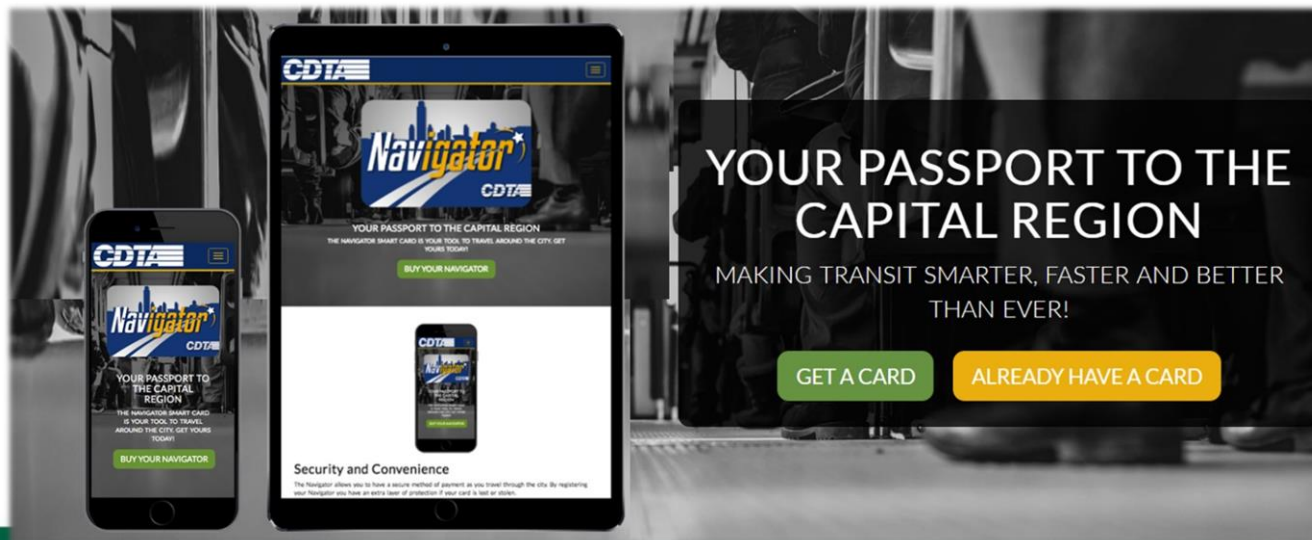 CDTA
Navigator
CDTA
YOUR PASSPORT TO
THE CAPITAL
REGION
THE NAVIGATOR SMART CARD
IS YOUR TOOL TO TRAVEL
AROUND THE CITY. GET YOURS
TODAY!
BUY YOUR NAVIGATOR
CDTA
Navigator
CDTA
YOUR PASSPORT TO THE CAPITAL REGION
THE NAVIGATOR SMART CARD IS YOUR TOOL TO TRAVEL AROUND THE CITY. GET
YOURS TODAY!
BUY YOUR NAVIGATOR
CDTA
Navigator
CDTA
Security and Convenience
The Navigator allows you to have a secure method of payment as you travel through the city. By registering
your Navigator you have an extra layer of protection if your card is lost or stolen.
YOUR PASSPORT TO THE
CAPITAL REGION
MAKING TRANSIT SMARTER, FASTER AND BETTER
THAN EVER!
GET A CARD
ALREADY HAVE A CARD